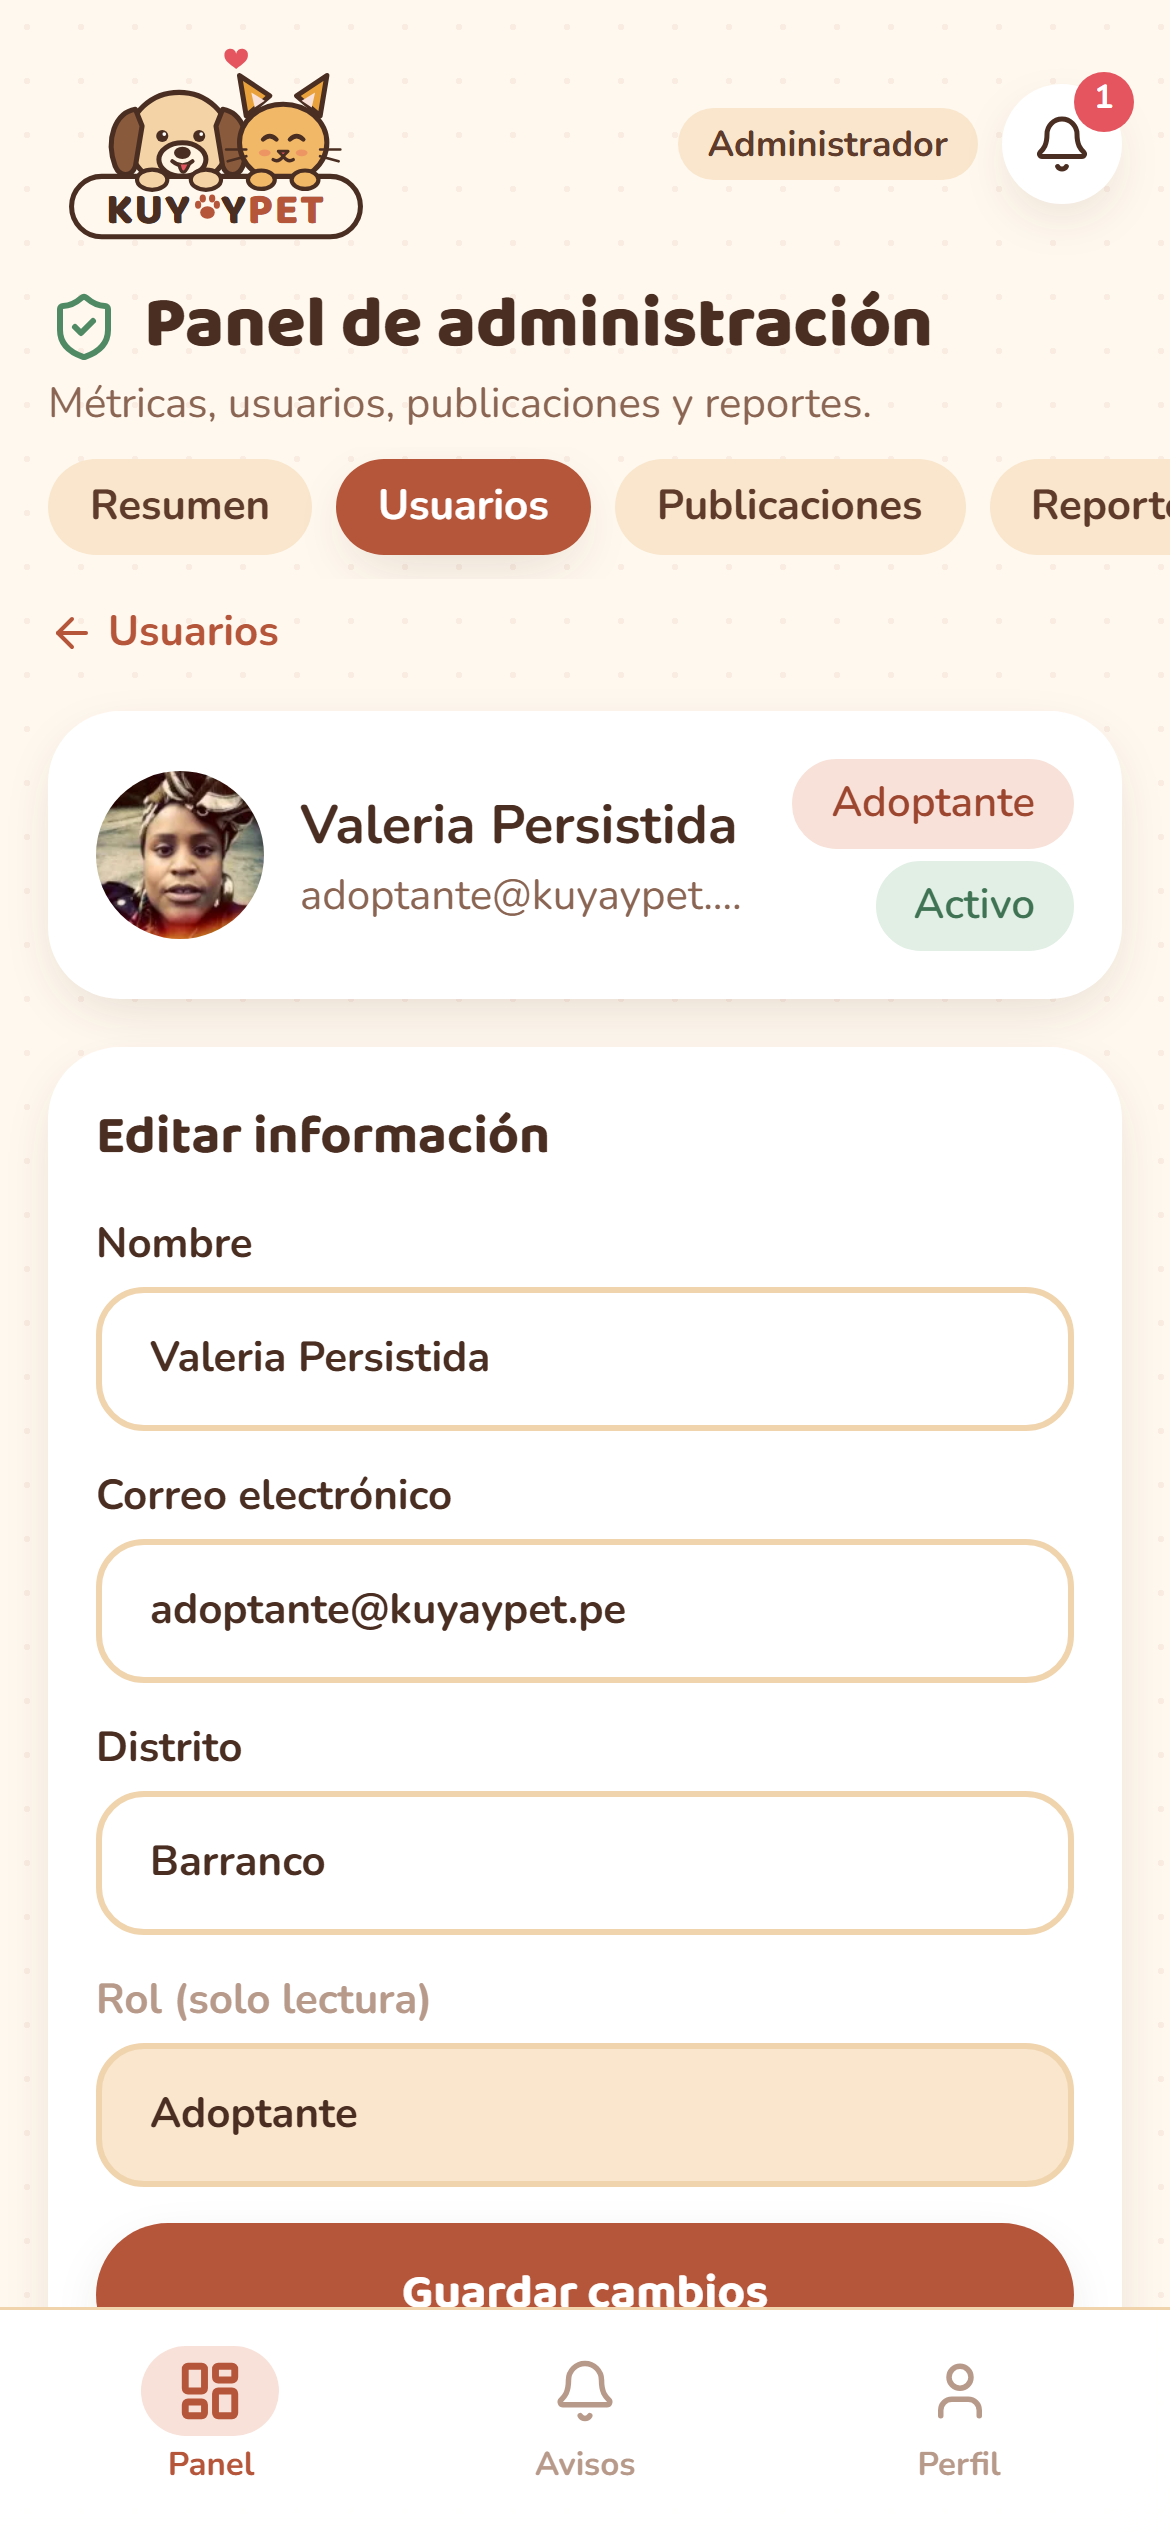 KUYAYPET
Administrador
1
Panel de administración
Métricas, usuarios, publicaciones y reportes.
Resumen
Usuarios
Publicaciones
Reporte
Usuarios
Valeria Persistida
adoptante@kuyaypet....
Adoptante
Activo
Editar información
Nombre
Valeria Persistida
Correo electrónico
adoptante@kuyaypet.pe
Distrito
Barranco
Rol (solo lectura)
Adoptante
Guardar cambios
Panel
Avisos
Perfil